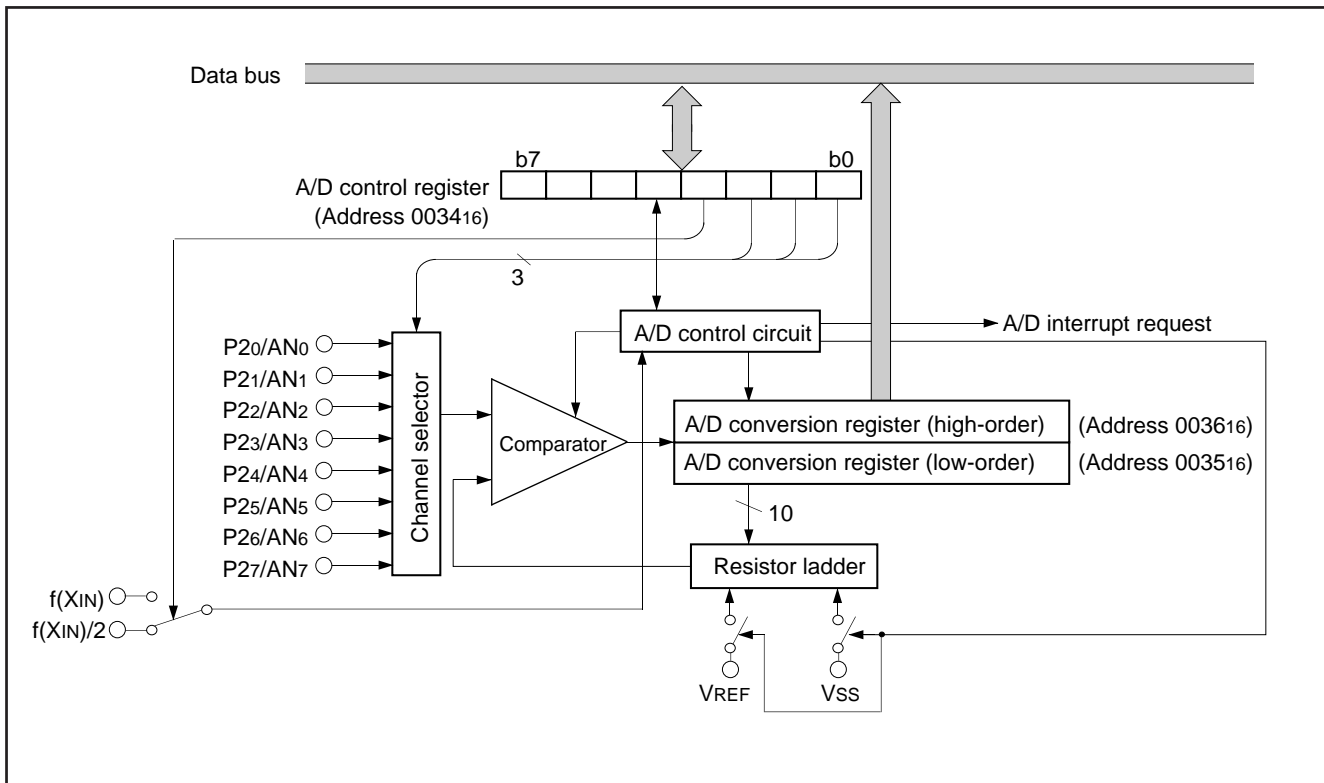 Data bus
b7 b0
A/D control register
(Address 003416)
3
A/D control circuit
A/D interrupt request
P20/AN0
P21/AN1
P22/AN2
P23/AN3
P24/AN4
P25/AN5
P26/AN6
P27/AN7
Channel selector
Comparator
A/D conversion register (high-order) (Address 003616)
A/D conversion register (low-order) (Address 003516)
10
Resistor ladder
f(XIN)
f(XIN)/2
VREF VSS